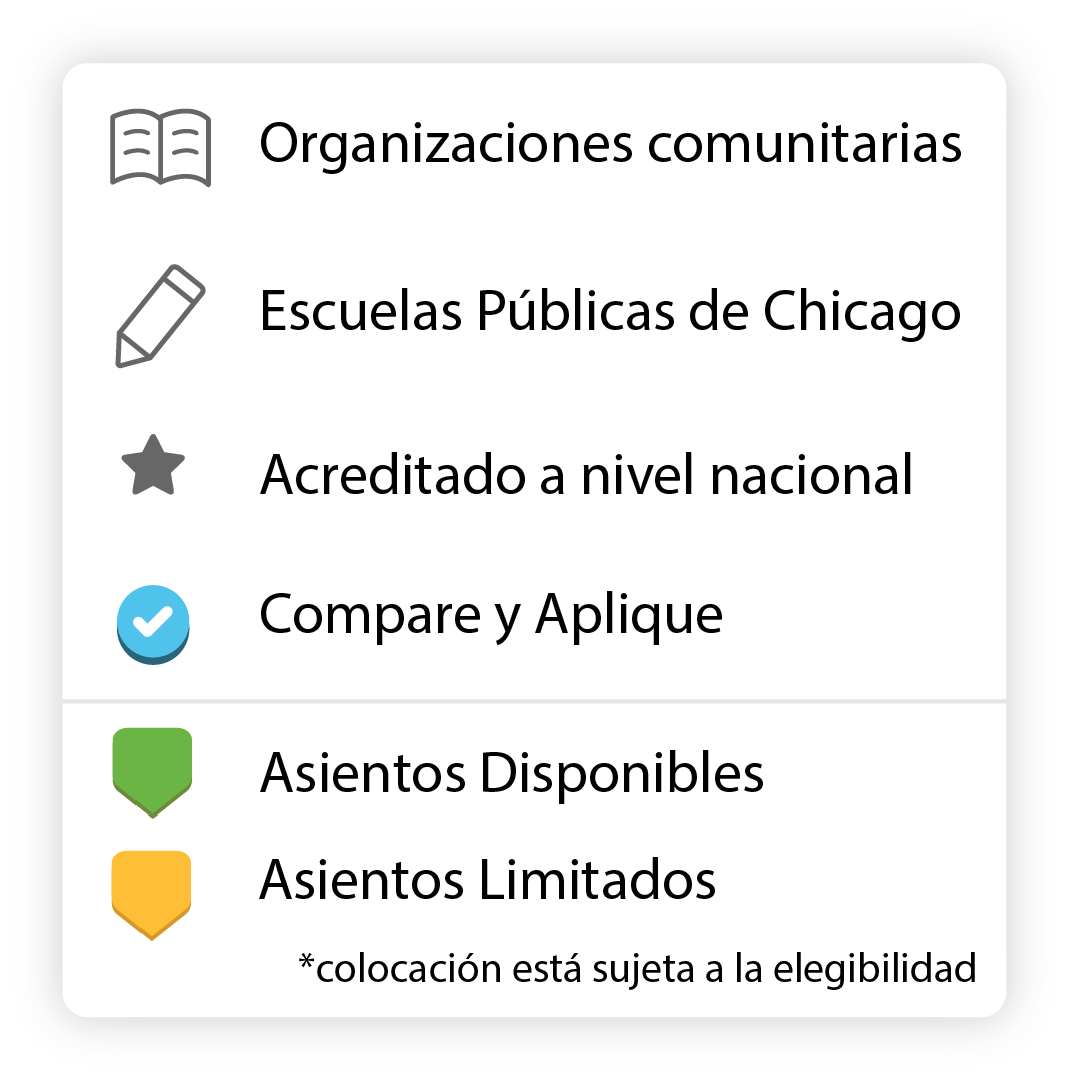 Organizaciones comunitarias
Escuelas Públicas de Chicago
Acreditado a nivel nacional
Compare y Aplique
Asientos Disponibles
Asientos Limitados
*colocación está sujeta a la elegibilidad